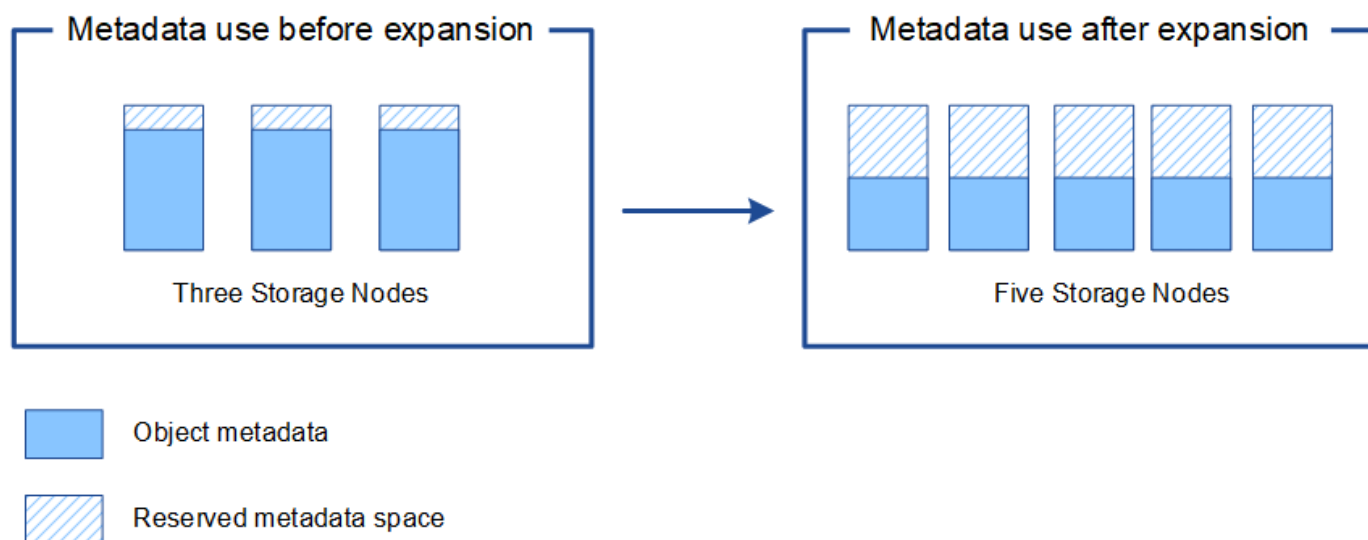 Metadata use before expansion
Metadata use after expansion
Three Storage Nodes
Five Storage Nodes
Object metadata
Reserved metadata space